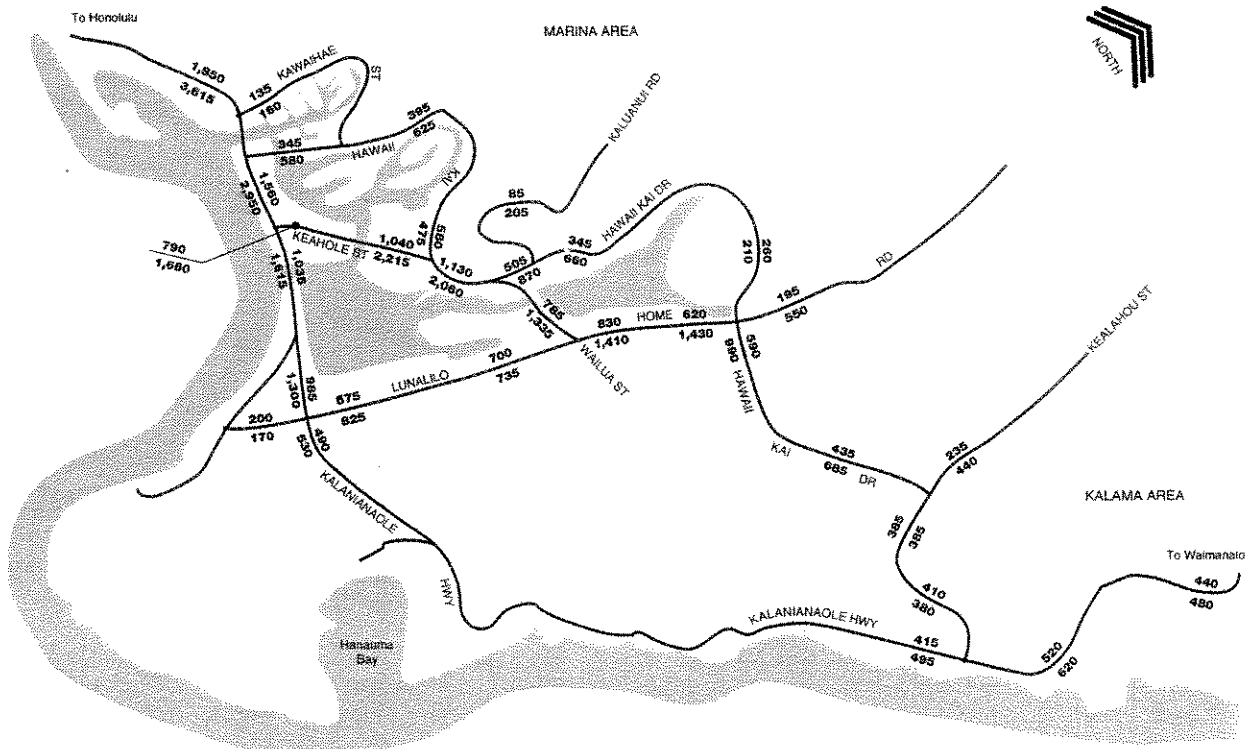 To Honolulu
MARINA AREA
NORTH
1,850
3,615
135
KAWAIHAE
ST
160
345
580
HAWAII
395
625
KAI
KALUANUI RD
85
205
1,560
2,950
790
1,680
KEAHOLE ST
1,040
2,215
580
475
1,130
2,060
505
870
345
660
HAWAII KAI DR
260
210
1,035
1,615
765
1,335
WAILUA ST
830
HOME
620
1,410
1,430
195
550
RD
KEALAHOU ST
700
735
LUNALILO
575
825
985
1,300
200
170
490
530
590
990
HAWAII
KAI
DR
435
685
235
440
KALAMA AREA
385
385
410
380
KALANIANAOLE
HWY
Hanauma
Bay
KALANIANAOLE HWY
415
495
520
620
To Waimanalo
440
480